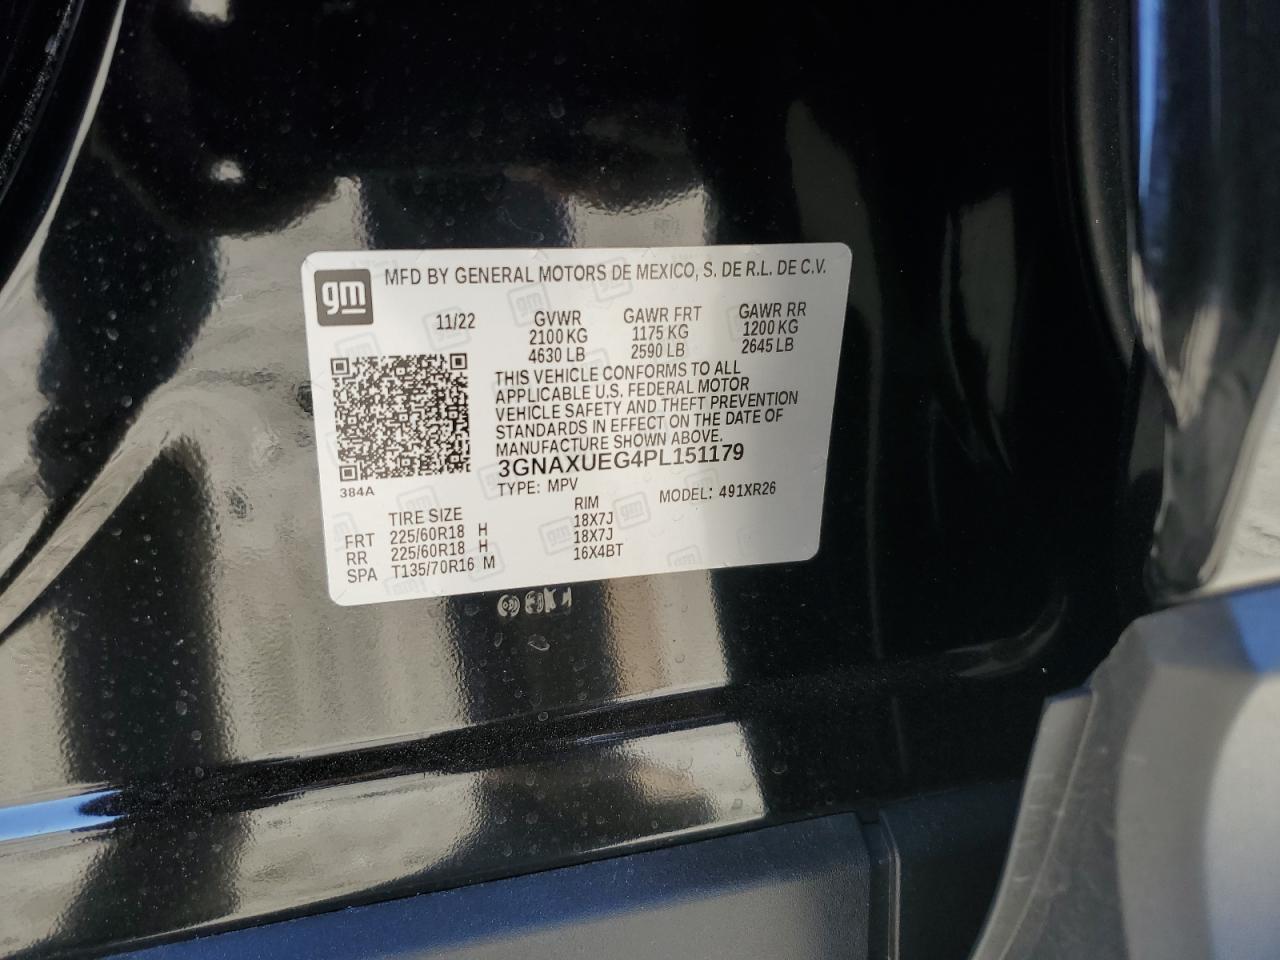 gm
MFD BY GENERAL MOTORS DE MEXICO, S. DE R.L. DE C.V.
11/22 GVWR GAWR FRT GAWR RR
2100 KG 1175 KG 1200 KG
4630 LB 2590 LB 2645 LB
THIS VEHICLE CONFORMS TO ALL
APPLICABLE U.S. FEDERAL MOTOR
VEHICLE SAFETY AND THEFT PREVENTION
STANDARDS IN EFFECT ON THE DATE OF
MANUFACTURE SHOWN ABOVE.
3GNAXUEG4PL151179
TYPE: MPV MODEL: 491XR26
384A
TIRE SIZE RIM
FRT 225/60R18 H 18X7J
RR 225/60R18 H 18X7J
SPA T135/70R16 M 16X4BT